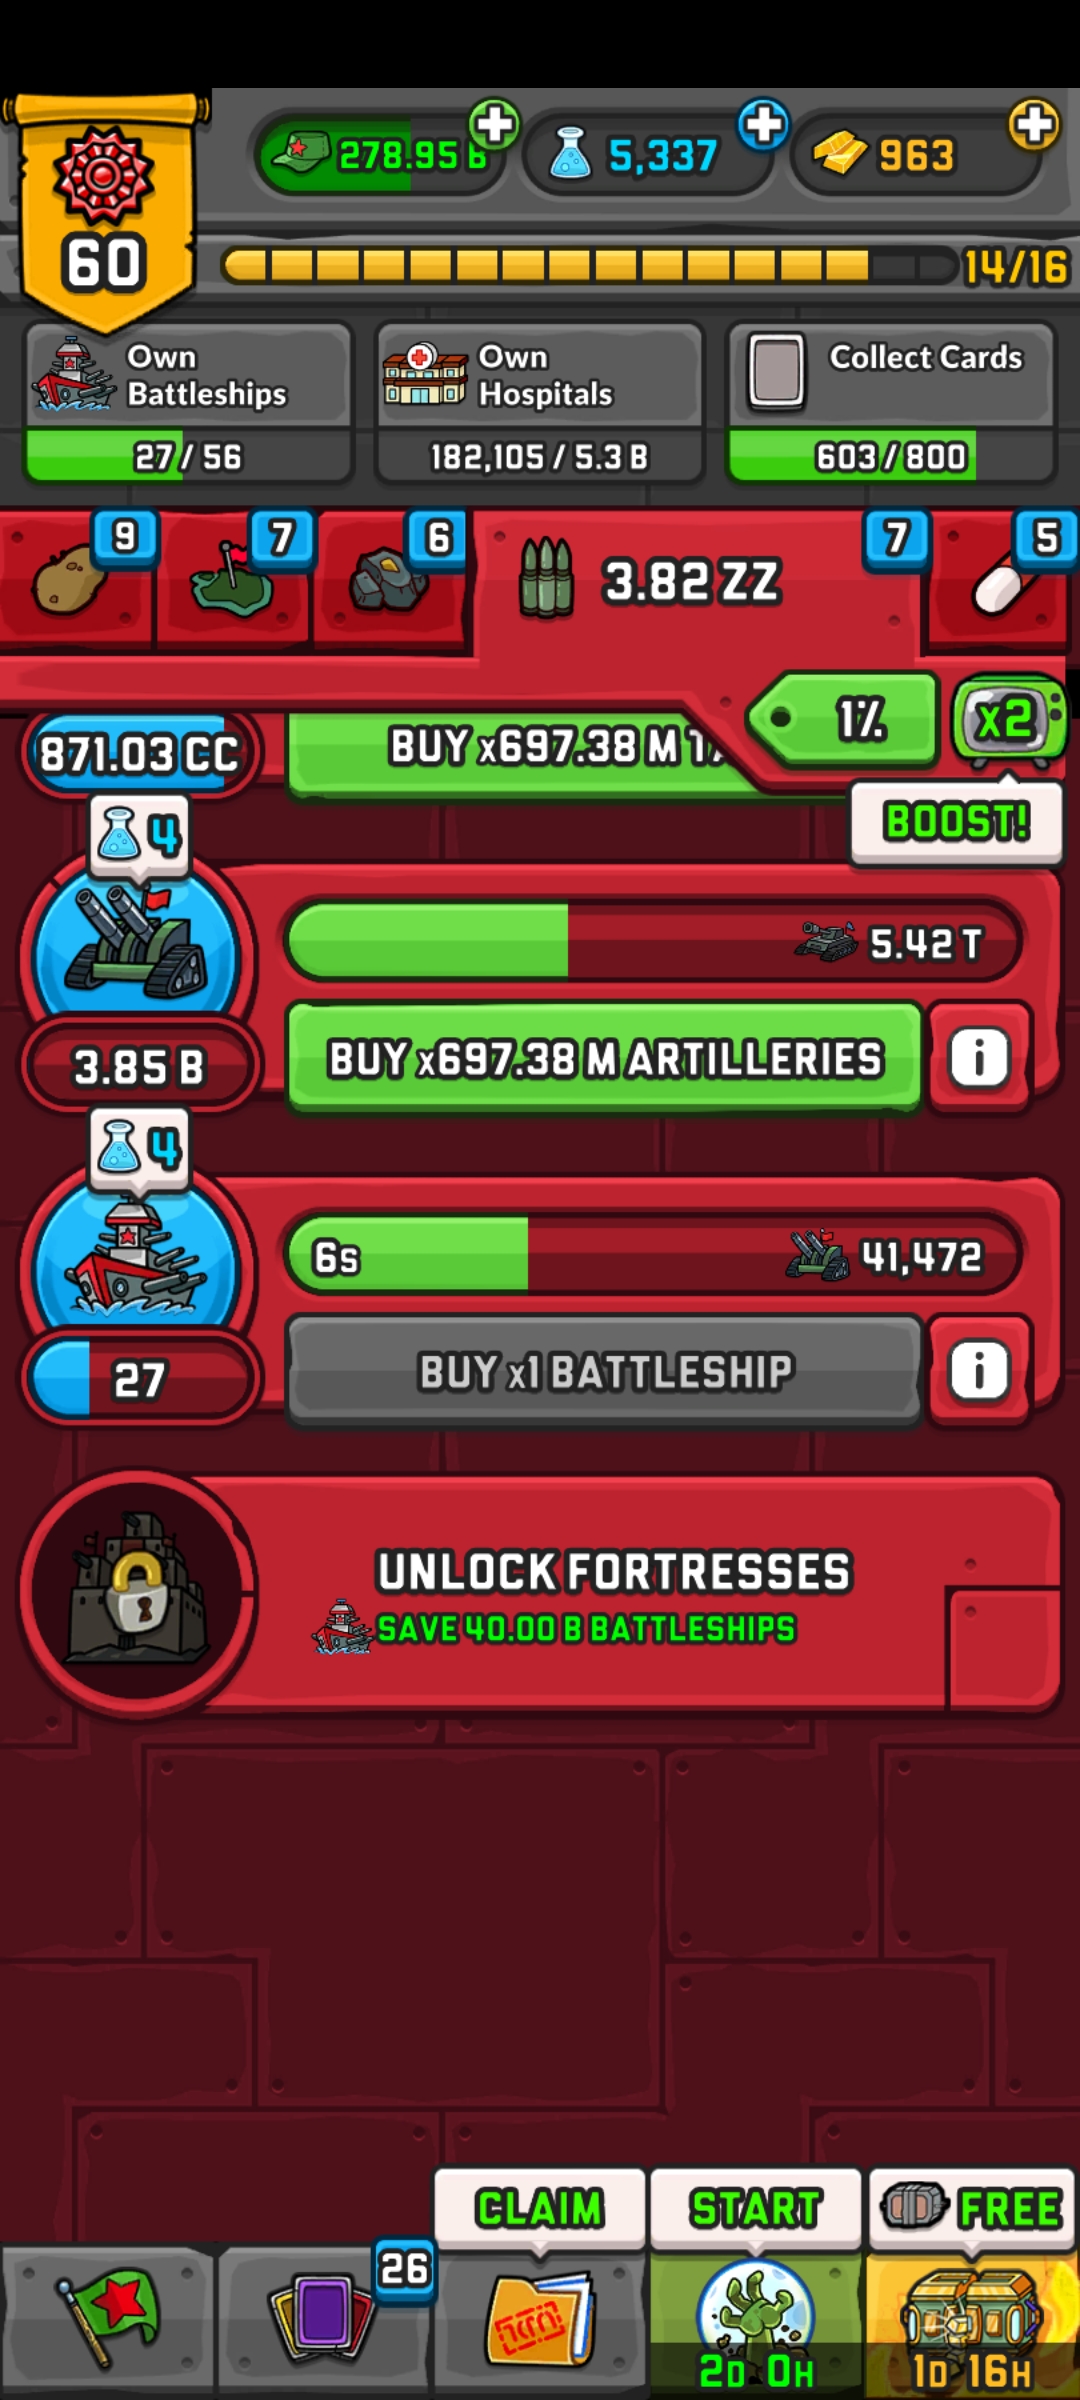 60
278.95 B
5,337
963
14/16
Own Battleships
27 / 56
Own Hospitals
182,105 / 5.3 B
Collect Cards
603 / 800
9
7
6
3.82 ZZ
7
5
1%
x2
BOOST!
871.03 CC
BUY x697.38 M
4
5.42 T
3.85 B
BUY x697.38 M ARTILLERIES
i
4
6s
41,472
27
BUY x1 BATTLESHIP
i
UNLOCK FORTRESSES
SAVE 40.00 B BATTLESHIPS
CLAIM
START
FREE
26
2D 0H
1D 16H